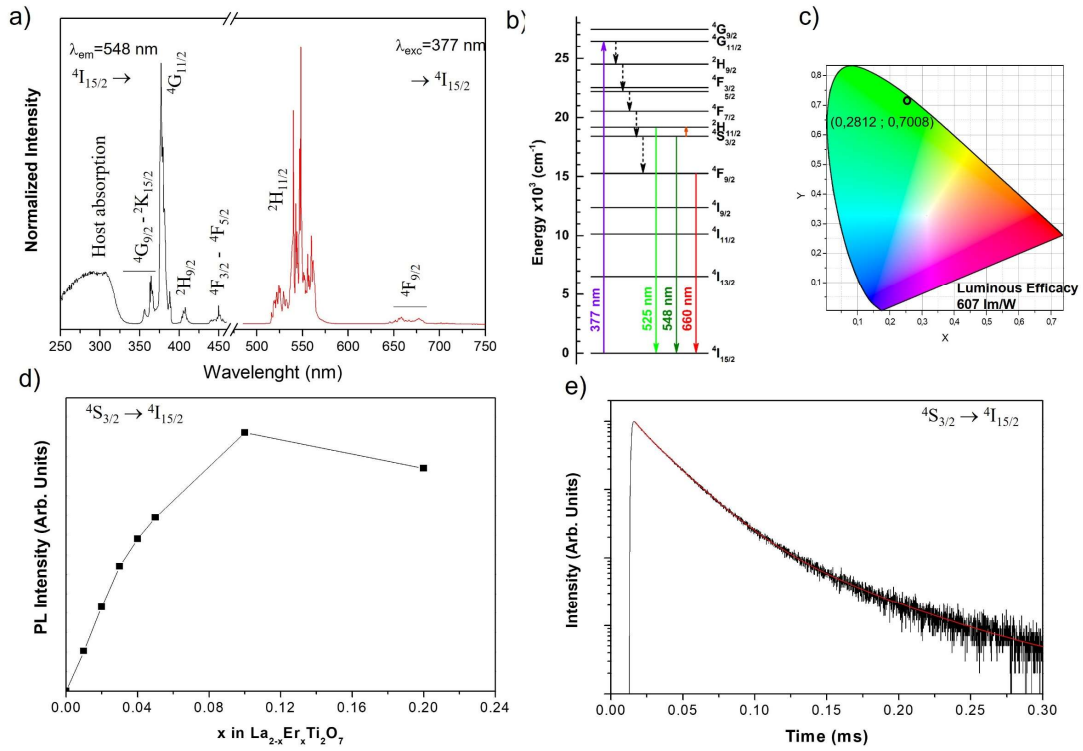 a)
λem=548 nm
⁴I₁₅/₂ →
⁴G₁₁/₂
λexc=377 nm
→ ⁴I₁₅/₂
Host absorption
⁴G₉/₂ - ²K₁₅/₂
²H₉/₂
⁴F₃/₂ - ⁴F₅/₂
²H₁₁/₂
⁴F₉/₂
Normalized Intensity
250 300 350 400 450 500 550 600 650 700 750
Wavelenght (nm)
b)
Energy x10³ (cm⁻¹)
25
20
15
10
5
0
⁴G₉/₂
⁴G₁₁/₂
²H₉/₂
⁴F₃/₂
5/2
⁴F₇/₂
²H₁₁/₂
⁴S₃/₂
⁴F₉/₂
⁴I₉/₂
⁴I₁₁/₂
⁴I₁₃/₂
⁴I₁₅/₂
377 nm
525 nm
548 nm
660 nm
c)
0,8
0,7
0,6
0,5
0,4
0,3
0,2
0,1
Y
(0,2812 ; 0,7008)
Luminous Efficacy
607 lm/W
0,1 0,2 0,3 0,4 0,5 0,6 0,7
X
d)
⁴S₃/₂ → ⁴I₁₅/₂
PL Intensity (Arb. Units)
0.00 0.04 0.08 0.12 0.16 0.20 0.24
x in La₂₋ₓErₓTi₂O₇
e)
⁴S₃/₂ → ⁴I₁₅/₂
Intensity (Arb. Units)
0.00 0.05 0.10 0.15 0.20 0.25 0.30
Time (ms)